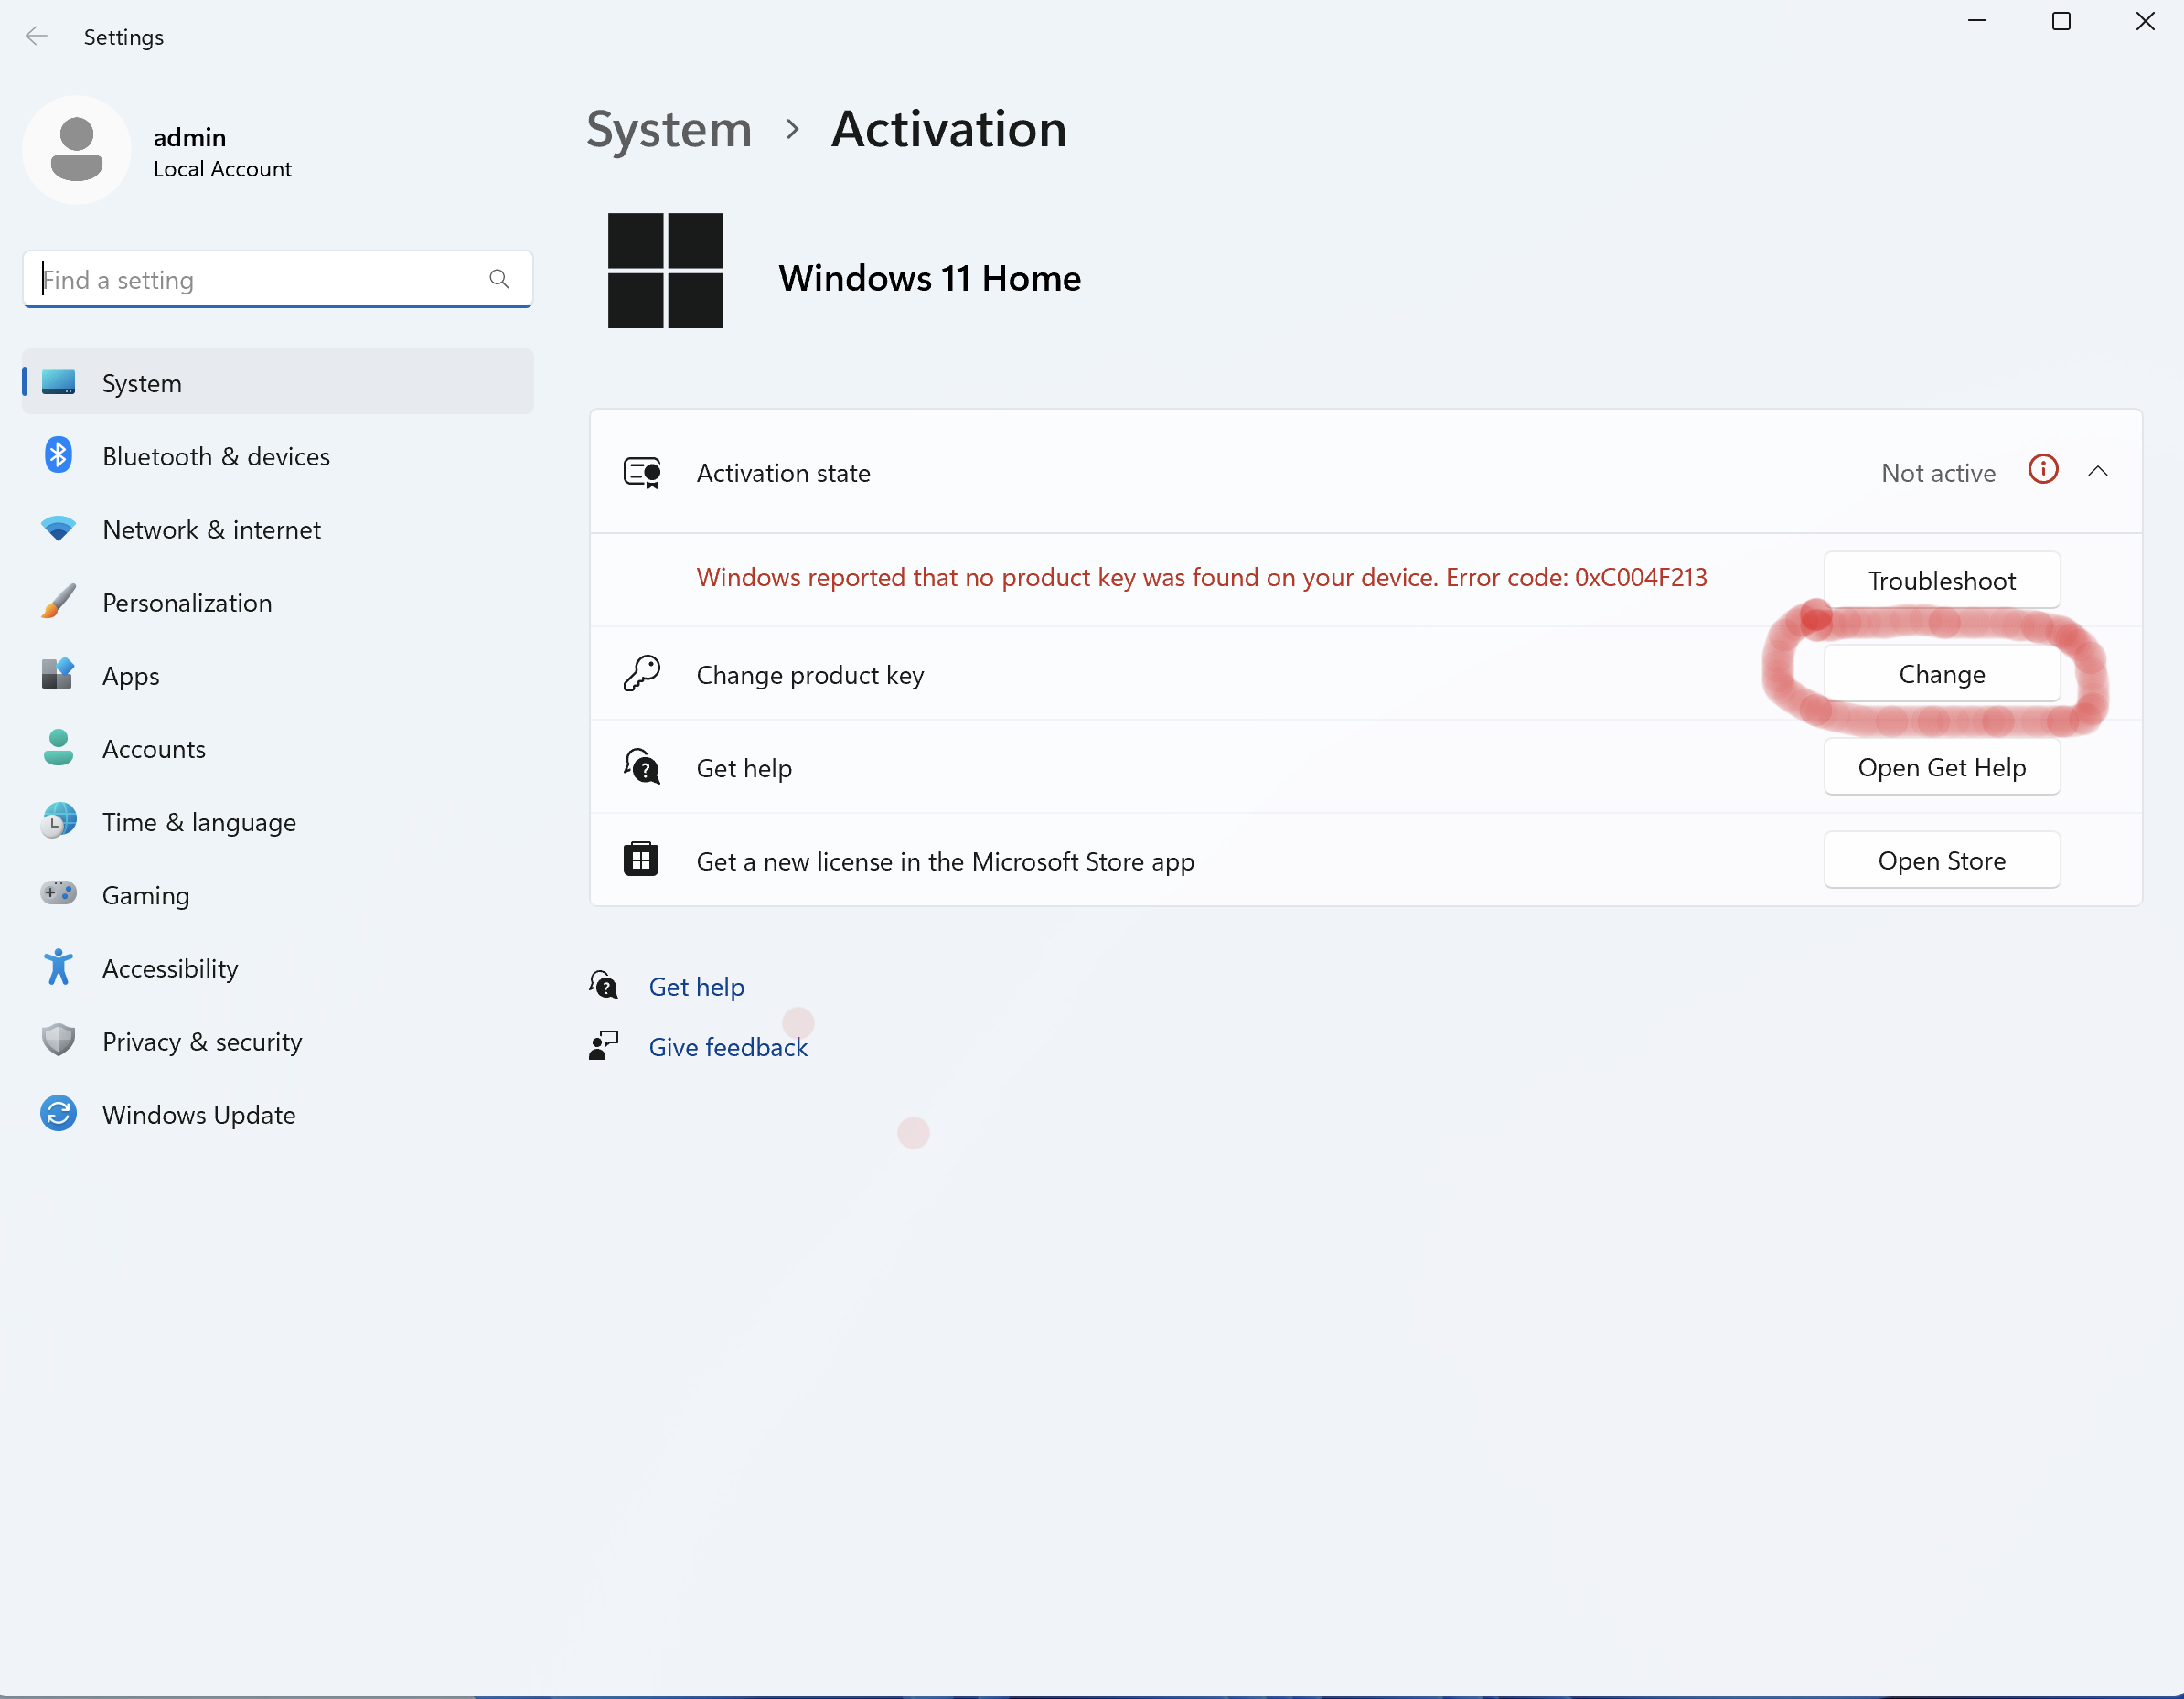 Settings
admin
Local Account
Find a setting
System
Bluetooth & devices
Network & internet
Personalization
Apps
Accounts
Time & language
Gaming
Accessibility
Privacy & security
Windows Update
System > Activation
Windows 11 Home
Activation state Not active
Windows reported that no product key was found on your device. Error code: 0xC004F213 Troubleshoot
Change product key Change
Get help Open Get Help
Get a new license in the Microsoft Store app Open Store
Get help
Give feedback